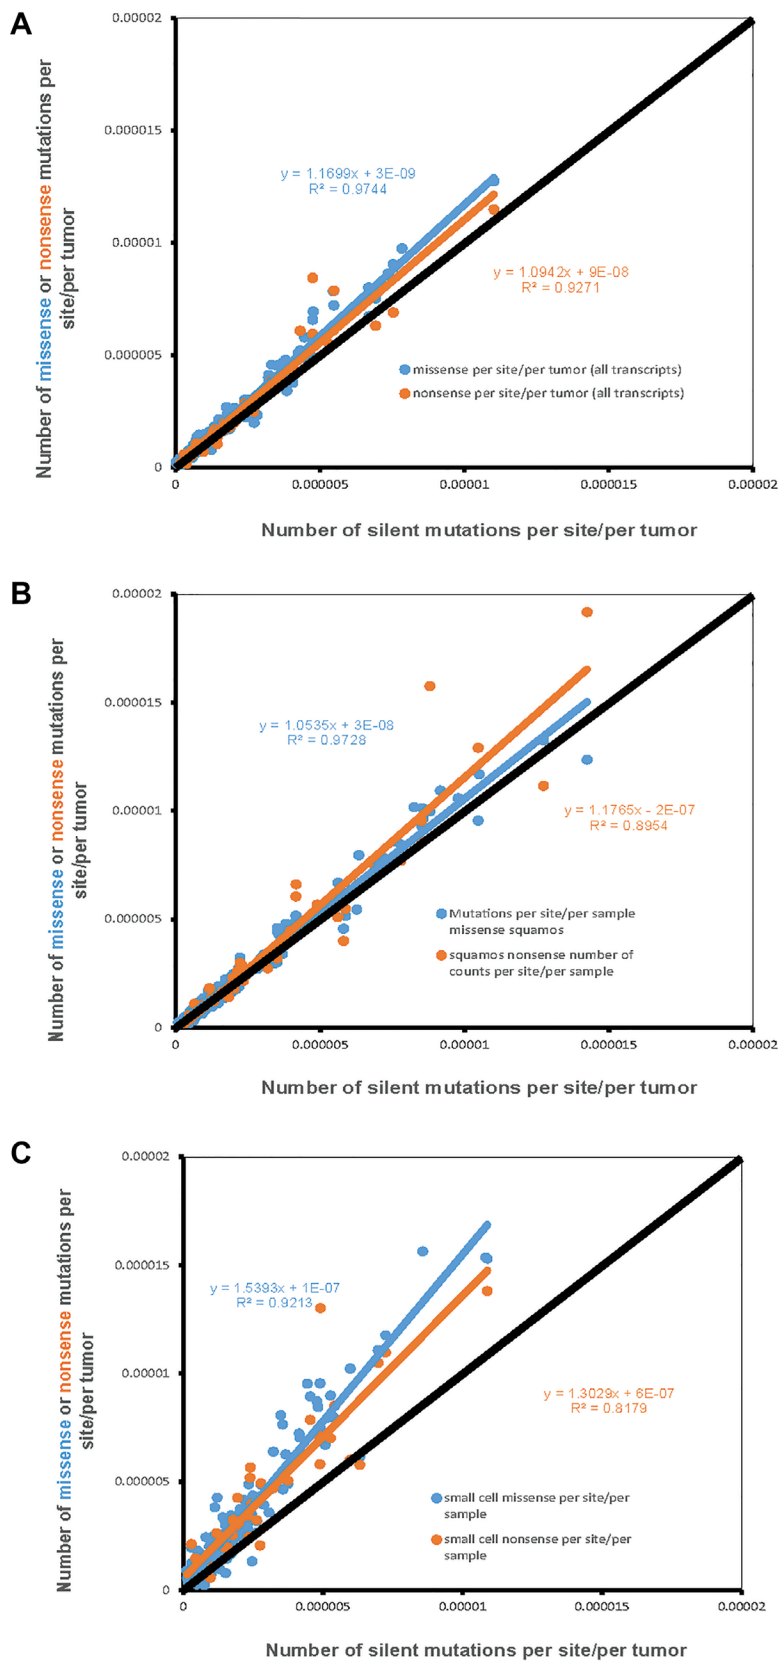 A
Number of missense or nonsense mutations per
site/per tumor
0.00002
0.000015
0.00001
0.000005
0
y = 1.1699x + 3E-09
R² = 0.9744
y = 1.0942x + 9E-08
R² = 0.9271
missense per site/per tumor (all transcripts)
nonsense per site/per tumor (all transcripts)
0
0.000005
0.00001
0.000015
0.00002
Number of silent mutations per site/per tumor
B
Number of missense or nonsense mutations per
site/per tumor
0.00002
0.000015
0.00001
0.000005
0
y = 1.0535x + 3E-08
R² = 0.9728
y = 1.1765x - 2E-07
R² = 0.8954
Mutations per site/per sample
missense squamos
squamos nonsense number of
counts per site/per sample
0
0.000005
0.00001
0.000015
0.00002
Number of silent mutations per site/per tumor
C
Number of missense or nonsense mutations per
site/per tumor
0.00002
0.000015
0.00001
0.000005
0
y = 1.5393x + 1E-07
R² = 0.9213
y = 1.3029x + 6E-07
R² = 0.8179
small cell missense per site/per
sample
small cell nonsense per site/per
sample
0
0.000005
0.00001
0.000015
0.00002
Number of silent mutations per site/per tumor